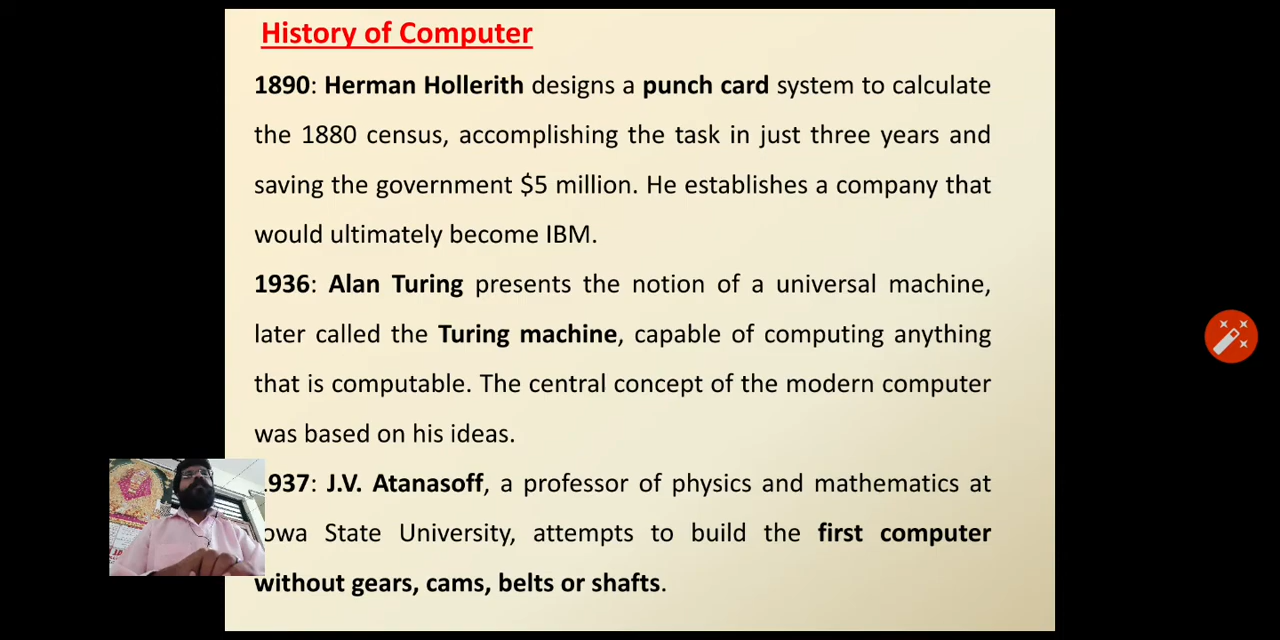 History of Computer
1890: Herman Hollerith designs a punch card system to calculate
the 1880 census, accomplishing the task in just three years and
saving the government $5 million. He establishes a company that
would ultimately become IBM.
1936: Alan Turing presents the notion of a universal machine,
later called the Turing machine, capable of computing anything
that is computable. The central concept of the modern computer
was based on his ideas.
1937: J.V. Atanasoff, a professor of physics and mathematics at
Iowa State University, attempts to build the first computer
without gears, cams, belts or shafts.